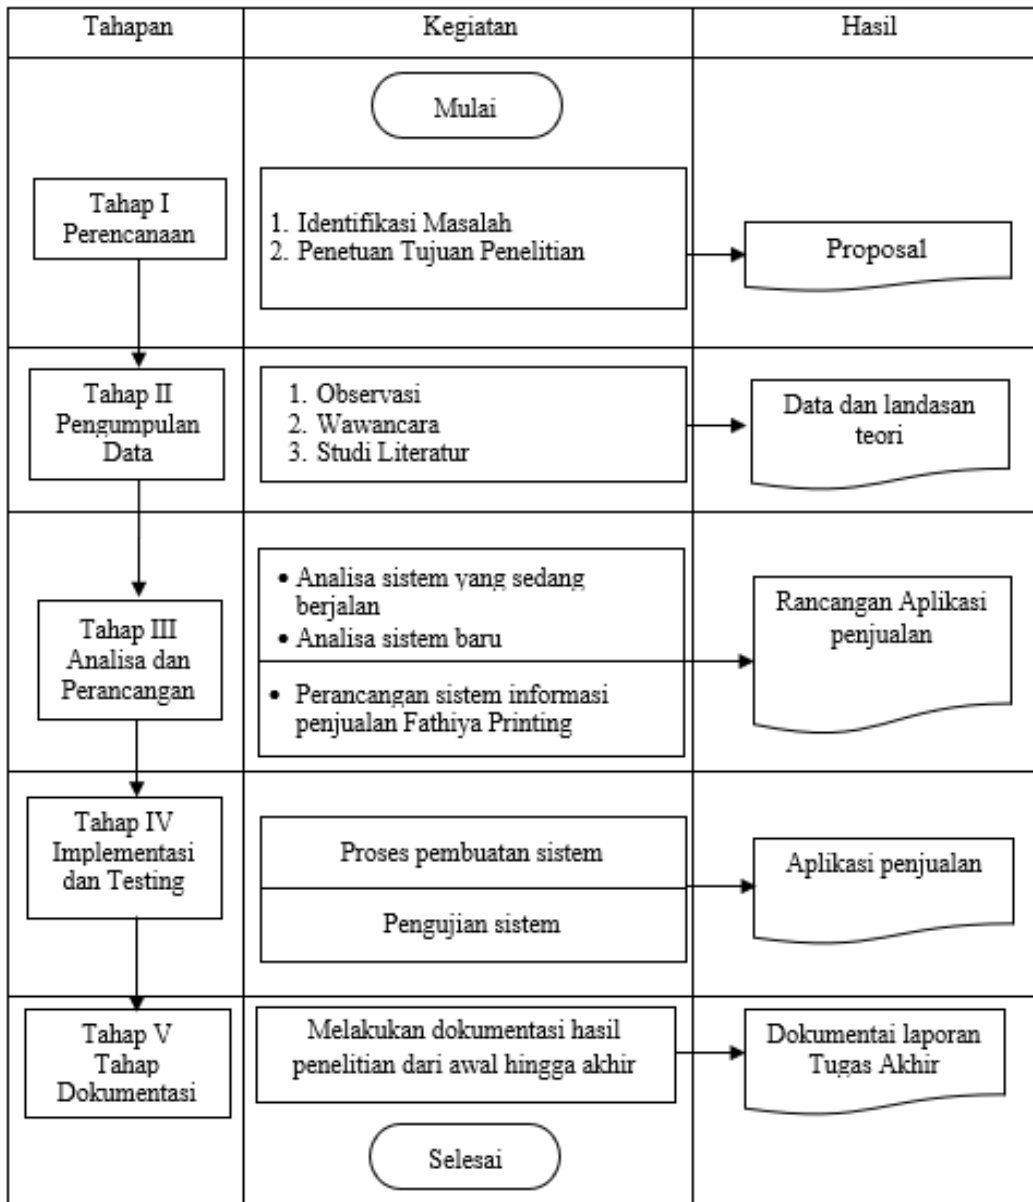 Tahapan
Kegiatan
Hasil
Mulai
Tahap I
Perencanaan
1. Identifikasi Masalah
2. Penetuan Tujuan Penelitian
Proposal
Tahap II
Pengumpulan
Data
1. Observasi
2. Wawancara
3. Studi Literatur
Data dan landasan
teori
Tahap III
Analisa dan
Perancangan
• Analisa sistem yang sedang
berjalan
• Analisa sistem baru
• Perancangan sistem informasi
penjualan Fathiya Printing
Rancangan Aplikasi
penjualan
Tahap IV
Implementasi
dan Testing
Proses pembuatan sistem
Pengujian sistem
Aplikasi penjualan
Tahap V
Tahap
Dokumentasi
Melakukan dokumentasi hasil
penelitian dari awal hingga akhir
Dokumentai laporan
Tugas Akhir
Selesai